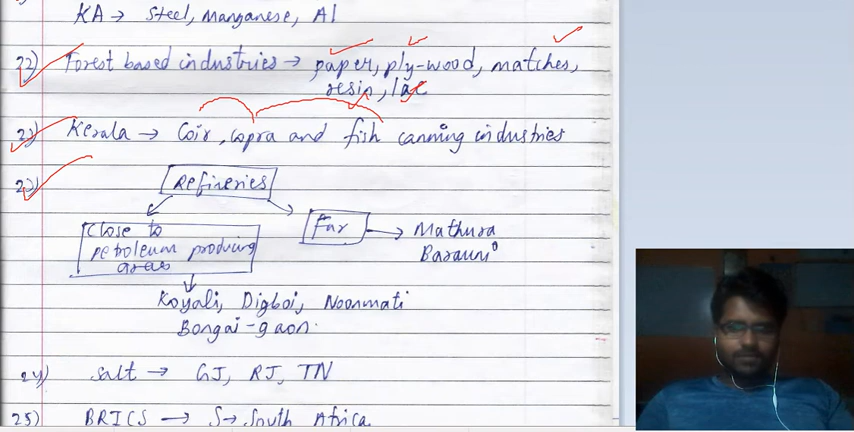 KA → Steel, Manganese, Al
22) Forest based industries → paper, ply-wood, matches,
resin, lac
23) Kerala → Coir, copra and fish canning industries
23) Refineries
Close to
petroleum producing
areas
Far → Mathura
Barauni
Koyali, Digboi, Noonmati
Bongai-gaon.
24) Salt → GJ, RJ, TN
25) BRICS → S → South Africa